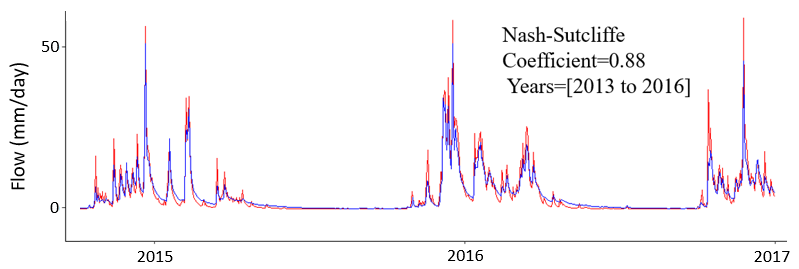 Nash-Sutcliffe
Coefficient=0.88
Years=[2013 to 2016]
50
Flow (mm/day)
0
2015
2016
2017